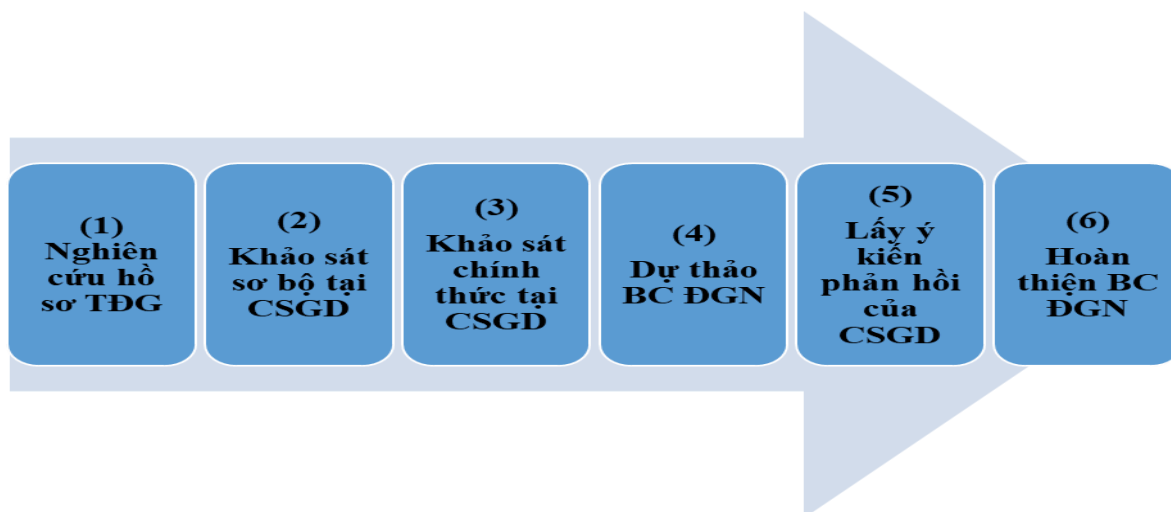 (1)
Nghiên
cứu hồ
sơ TĐG
(2)
Khảo sát
sơ bộ tại
CSGD
(3)
Khảo sát
chính
thức tại
CSGD
(4)
Dự thảo
BC ĐGN
(5)
Lấy ý
kiến
phản hồi
của
CSGD
(6)
Hoàn
thiện BC
ĐGN